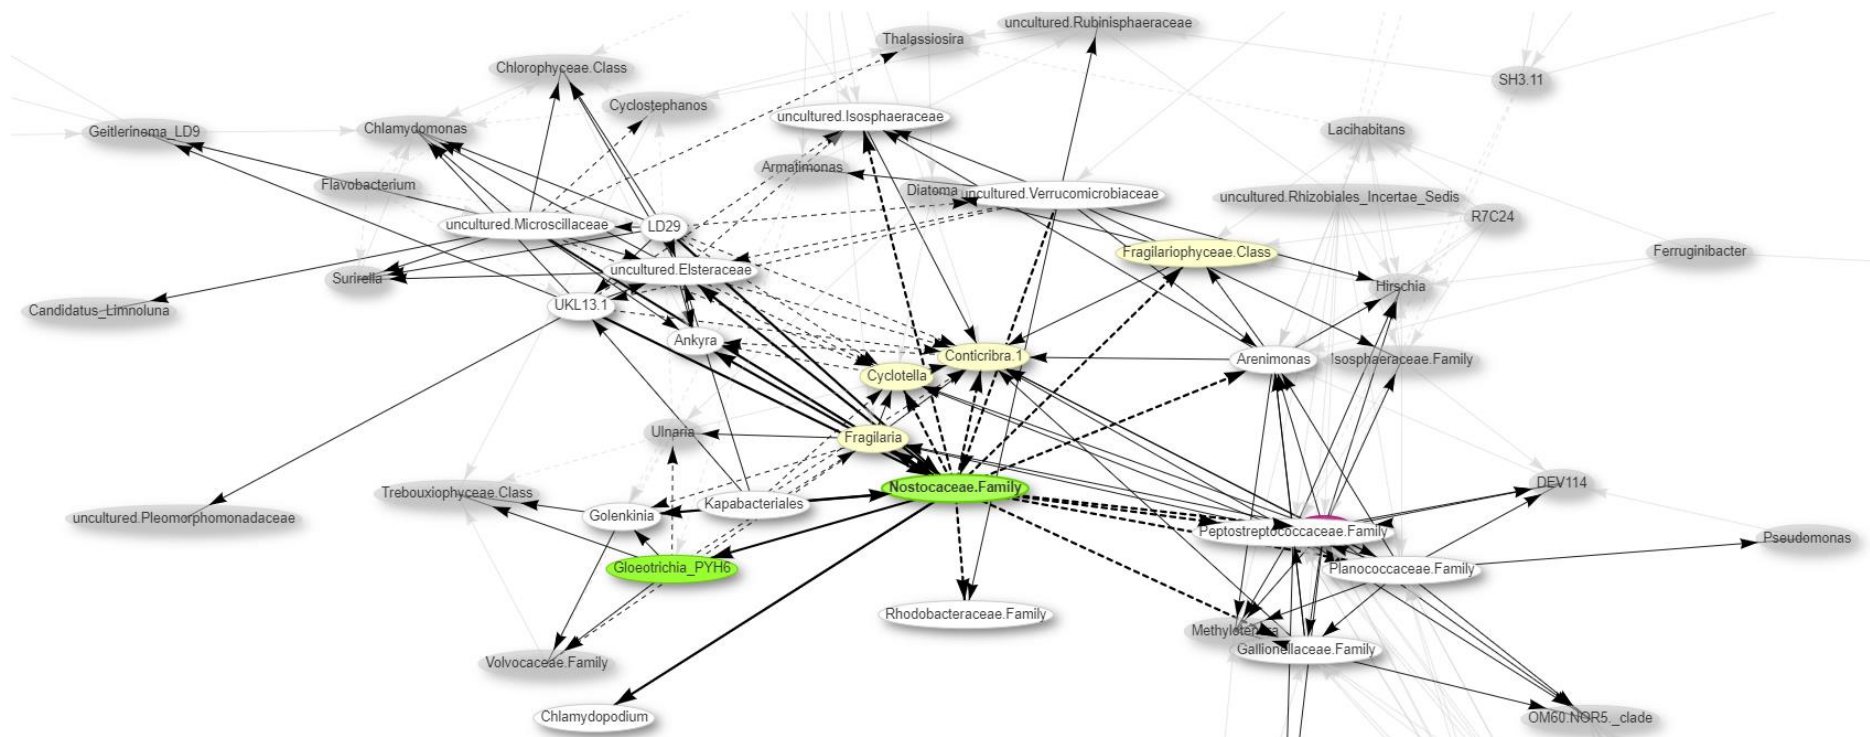 uncultured.Rubinisphaeraceae
Thalassiosira
Chlorophyceae.Class
SH3.11
Cyclostephanos
uncultured.Isosphaeraceae
Geitlerinema_LD9
Chlamydomonas
Lacihabitans
Armatimonas
Flavobacterium
Diatoma
uncultured.Verrucomicrobiaceae
uncultured.Rhizobiales_Incertae_Sedis
R7C24
uncultured.Microscillaceae
LD29
Fragilariophyceae.Class
Ferruginibacter
uncultured.Elsteraceae
Surirella
Hirschia
UKL13.1
Candidatus_Limnoluna
Ankyra
Conticribra.1
Arenimonas
Isosphaeraceae.Family
Cyclotella
Ulnaria
Fragilaria
Trebouxiophyceae.Class
Nostocaceae.Family
DEV114
Kapabacteriales
uncultured.Pleomorphomonadaceae
Golenkinia
Peptostreptococcaceae.Family
Pseudomonas
Gloeotrichia_PYH6
Planococcaceae.Family
Rhodobacteraceae.Family
Methylotenera
Gallionellaceae.Family
Volvocaceae.Family
Chlamydopodium
OM60.NOR5._clade